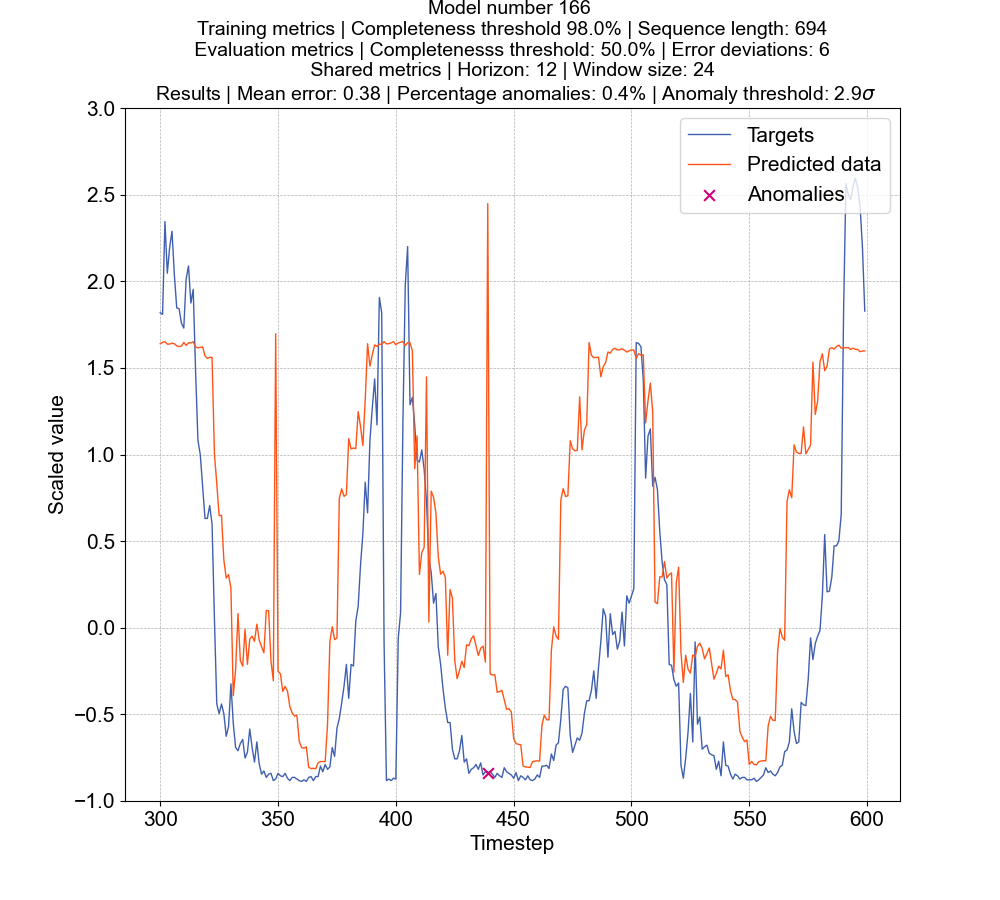 Model number 166
Training metrics | Completeness threshold 98.0% | Sequence length: 694
Evaluation metrics | Completenesss threshold: 50.0% | Error deviations: 6
Shared metrics | Horizon: 12 | Window size: 24
Results | Mean error: 0.38 | Percentage anomalies: 0.4% | Anomaly threshold: 2.9σ
Targets
Predicted data
Anomalies
3.0
2.5
2.0
1.5
1.0
0.5
0.0
−0.5
−1.0
Scaled value
300
350
400
450
500
550
600
Timestep